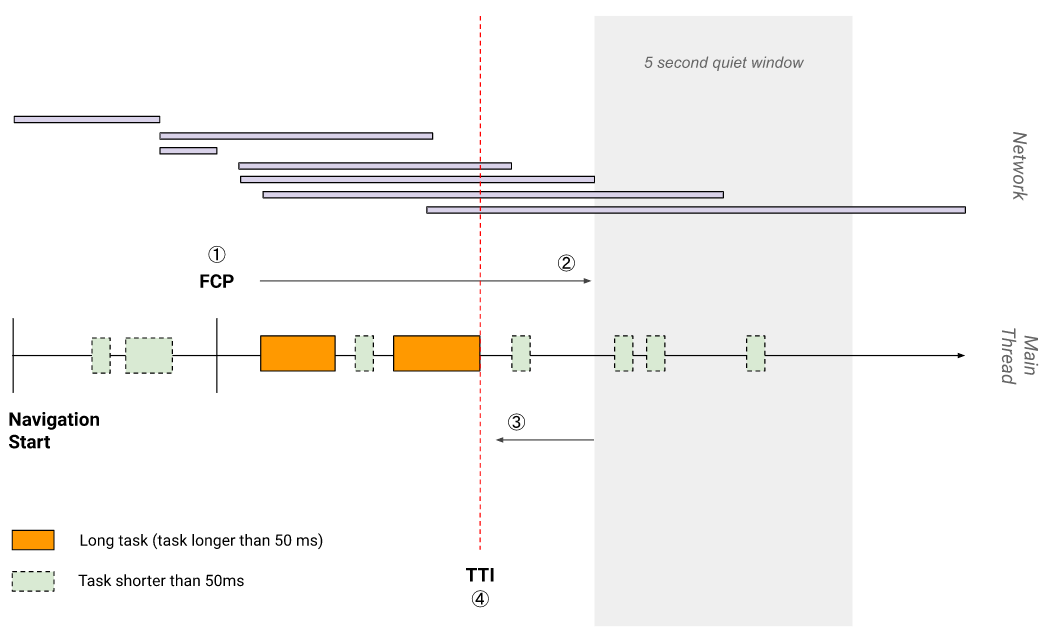 5 second quiet window
Network
①
FCP
②
Main
Thread
Navigation
Start
③
Long task (task longer than 50 ms)
Task shorter than 50ms
TTI
④